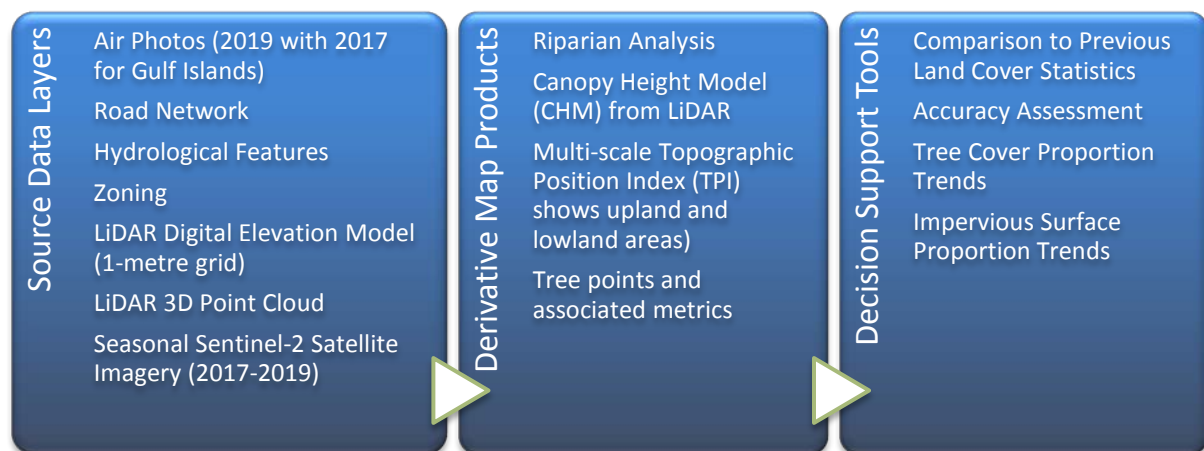 Source Data Layers
Air Photos (2019 with 2017
for Gulf Islands)
Road Network
Hydrological Features
Zoning
LiDAR Digital Elevation Model
(1-metre grid)
LiDAR 3D Point Cloud
Seasonal Sentinel-2 Satellite
Imagery (2017-2019)
Derivative Map Products
Riparian Analysis
Canopy Height Model
(CHM) from LiDAR
Multi-scale Topographic
Position Index (TPI)
shows upland and
lowland areas)
Tree points and
associated metrics
Decision Support Tools
Comparison to Previous
Land Cover Statistics
Accuracy Assessment
Tree Cover Proportion
Trends
Impervious Surface
Proportion Trends